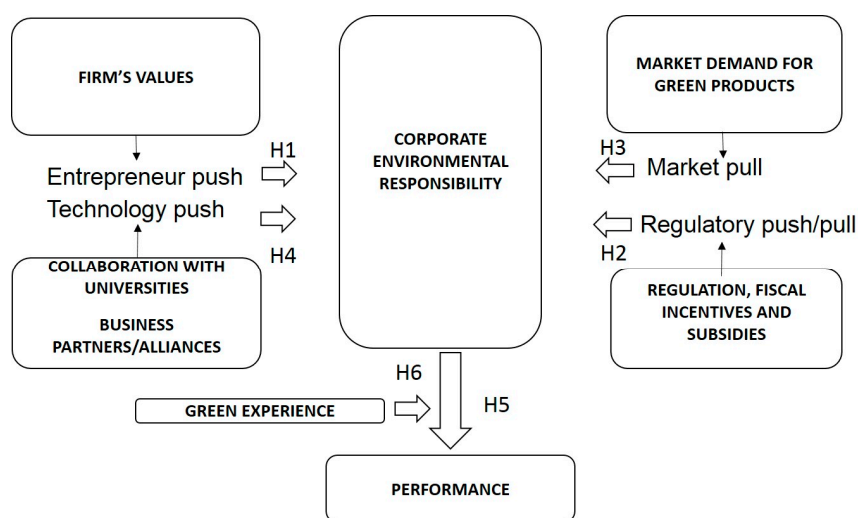 FIRM'S VALUES
Entrepreneur push
Technology push
H1
H4
COLLABORATION WITH
UNIVERSITIES
BUSINESS
PARTNERS/ALLIANCES
CORPORATE
ENVIRONMENTAL
RESPONSIBILITY
MARKET DEMAND FOR
GREEN PRODUCTS
H3
Market pull
Regulatory push/pull
H2
REGULATION, FISCAL
INCENTIVES AND
SUBSIDIES
H6
H5
GREEN EXPERIENCE
PERFORMANCE